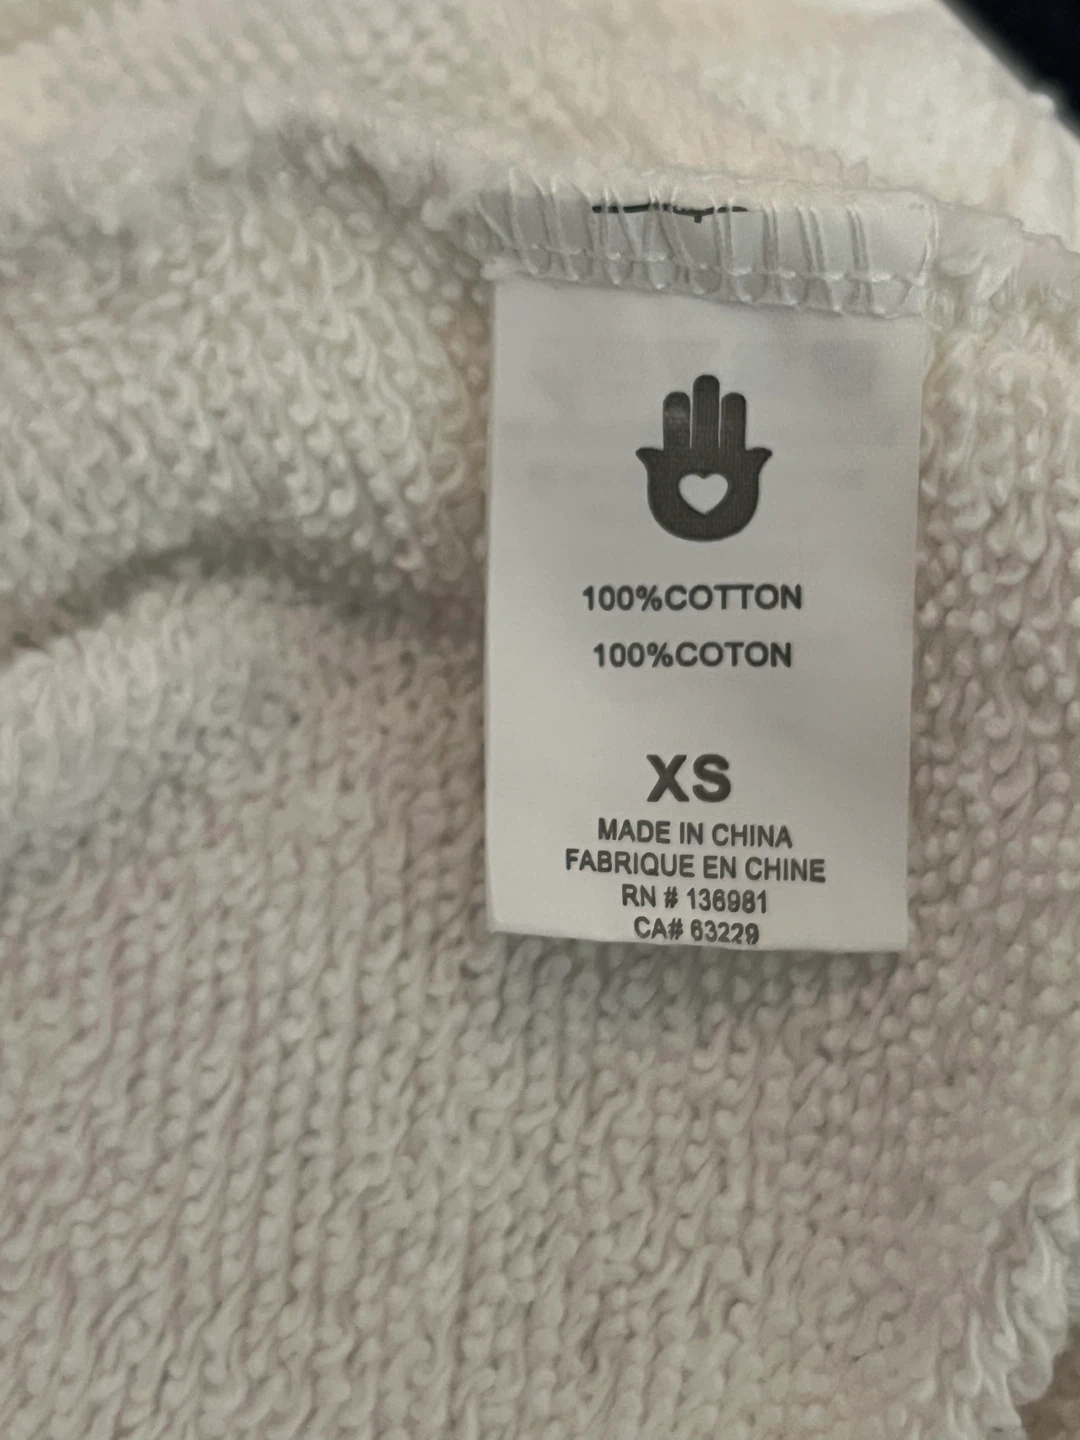 100%COTTON
100%COTON
XS
MADE IN CHINA
FABRIQUE EN CHINE
RN # 136981
CA# 63229